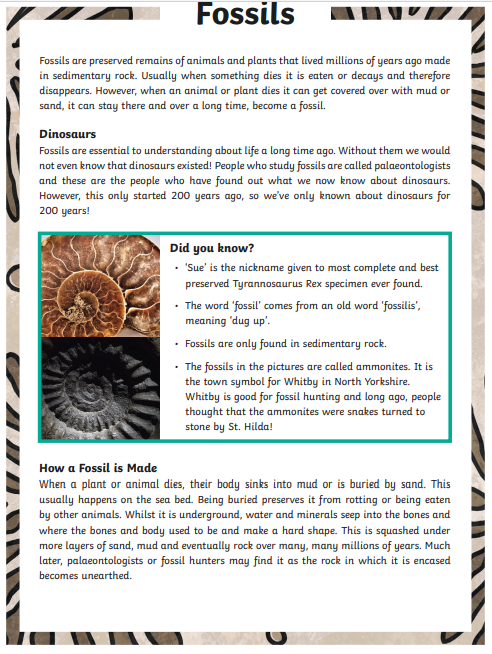 Fossils
Fossils are preserved remains of animals and plants that lived millions of years ago made
in sedimentary rock. Usually when something dies it is eaten or decays and therefore
disappears. However, when an animal or plant dies it can get covered over with mud or
sand, it can stay there and over a long time, become a fossil.
Dinosaurs
Fossils are essential to understanding about life a long time ago. Without them we would
not even know that dinosaurs existed! People who study fossils are called palaeontologists
and these are the people who have found out what we now know about dinosaurs.
However, this only started 200 years ago, so we've only known about dinosaurs for
200 years!
Did you know?
• 'Sue' is the nickname given to most complete and best
preserved Tyrannosaurus Rex specimen ever found.
• The word 'fossil' comes from an old word 'fossilis',
meaning 'dug up'.
• Fossils are only found in sedimentary rock.
• The fossils in the pictures are called ammonites. It is
the town symbol for Whitby in North Yorkshire.
Whitby is good for fossil hunting and long ago, people
thought that the ammonites were snakes turned to
stone by St. Hilda!
How a Fossil is Made
When a plant or animal dies, their body sinks into mud or is buried by sand. This
usually happens on the sea bed. Being buried preserves it from rotting or being eaten
by other animals. Whilst it is underground, water and minerals seep into the bones and
where the bones and body used to be and make a hard shape. This is squashed under
more layers of sand, mud and eventually rock over many, many millions of years. Much
later, palaeontologists or fossil hunters may find it as the rock in which it is encased
becomes unearthed.